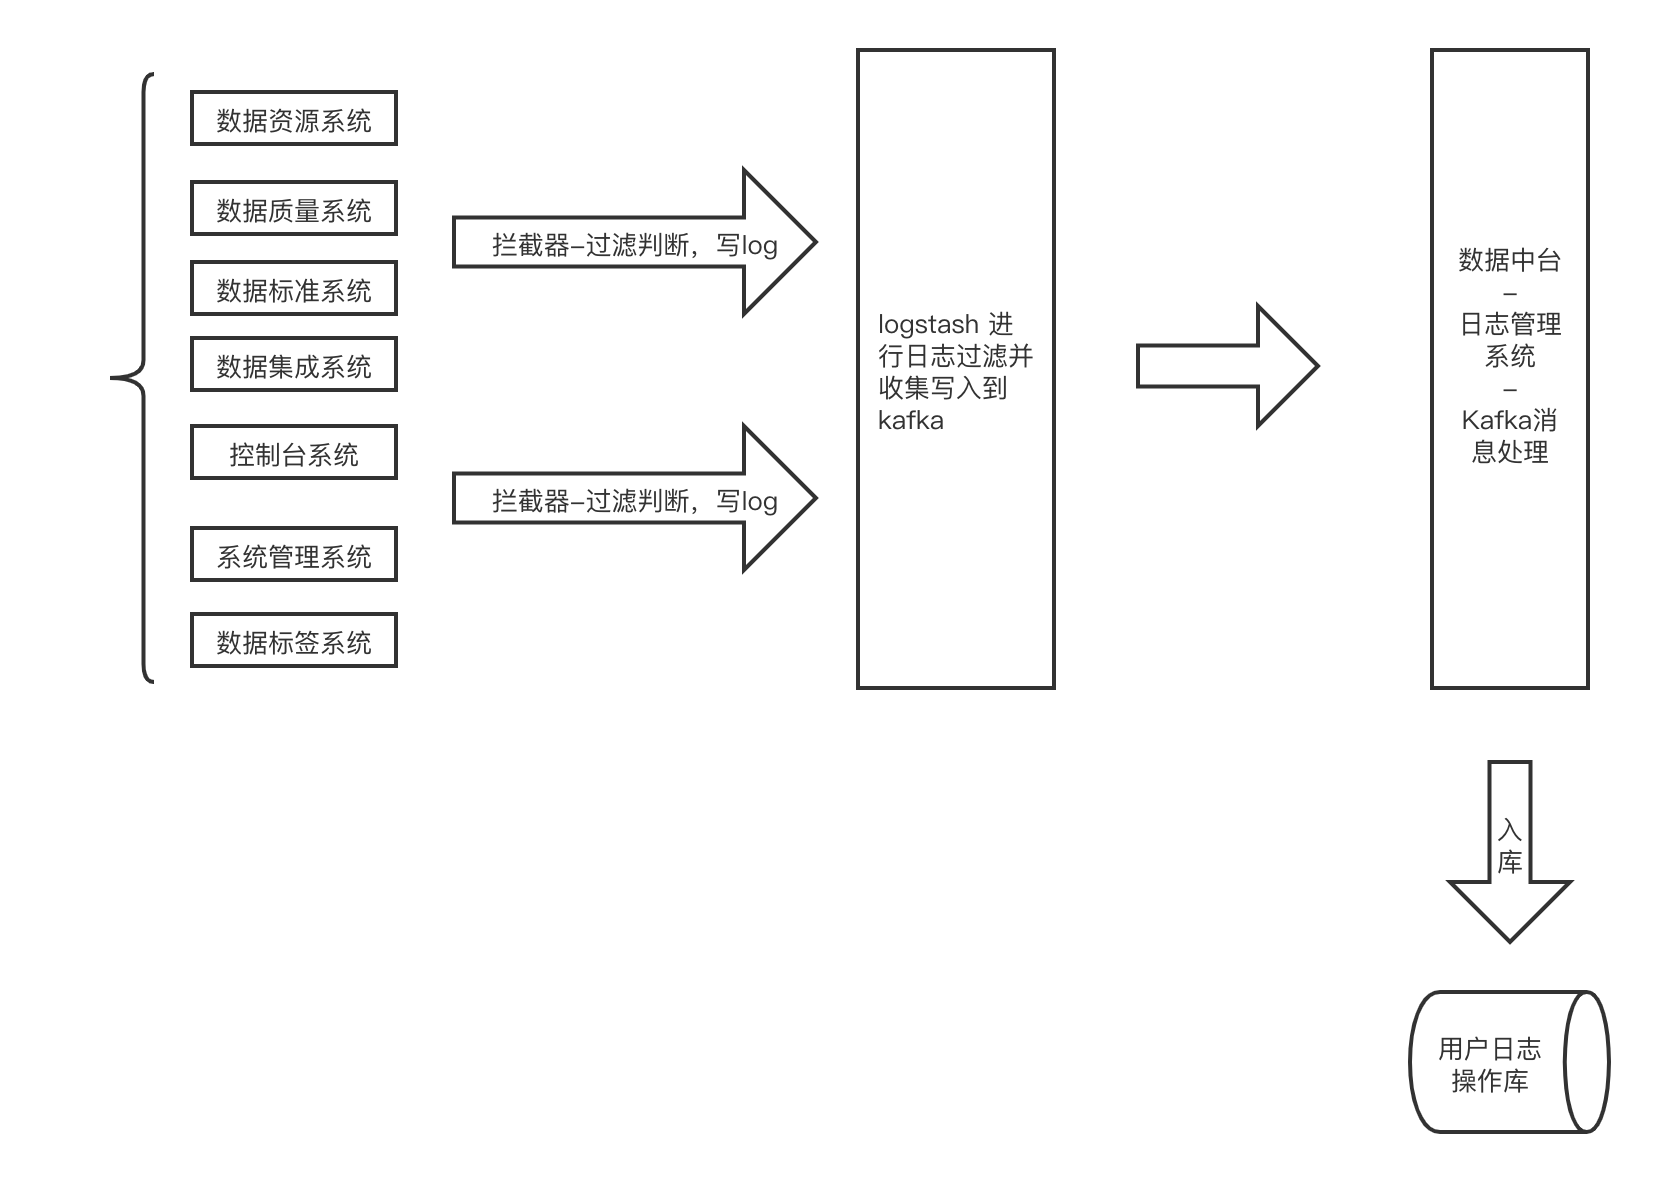 数据资源系统
数据质量系统
数据标准系统
数据集成系统
控制台系统
系统管理系统
数据标签系统
拦截器-过滤判断，写log
拦截器-过滤判断，写log
logstash 进
行日志过滤并
收集写入到
kafka
数据中台
-
日志管理
系统
-
Kafka消
息处理
入
库
用户日志
操作库